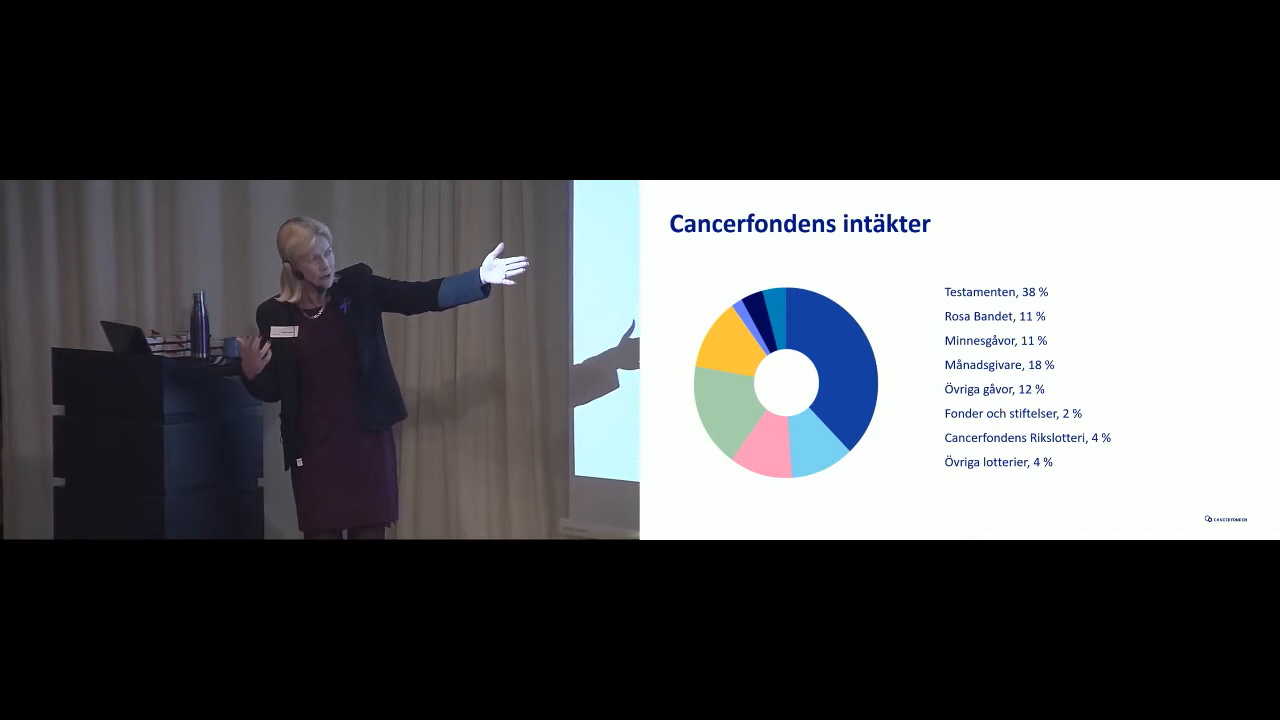 Cancerfondens intäkter
Testamenten, 38 %
Rosa Bandet, 11 %
Minnesgåvor, 11 %
Månadsgivare, 18 %
Övriga gåvor, 12 %
Fonder och stiftelser, 2 %
Cancerfondens Rikslotteri, 4 %
Övriga lotterier, 4 %
CANCERFONDEN